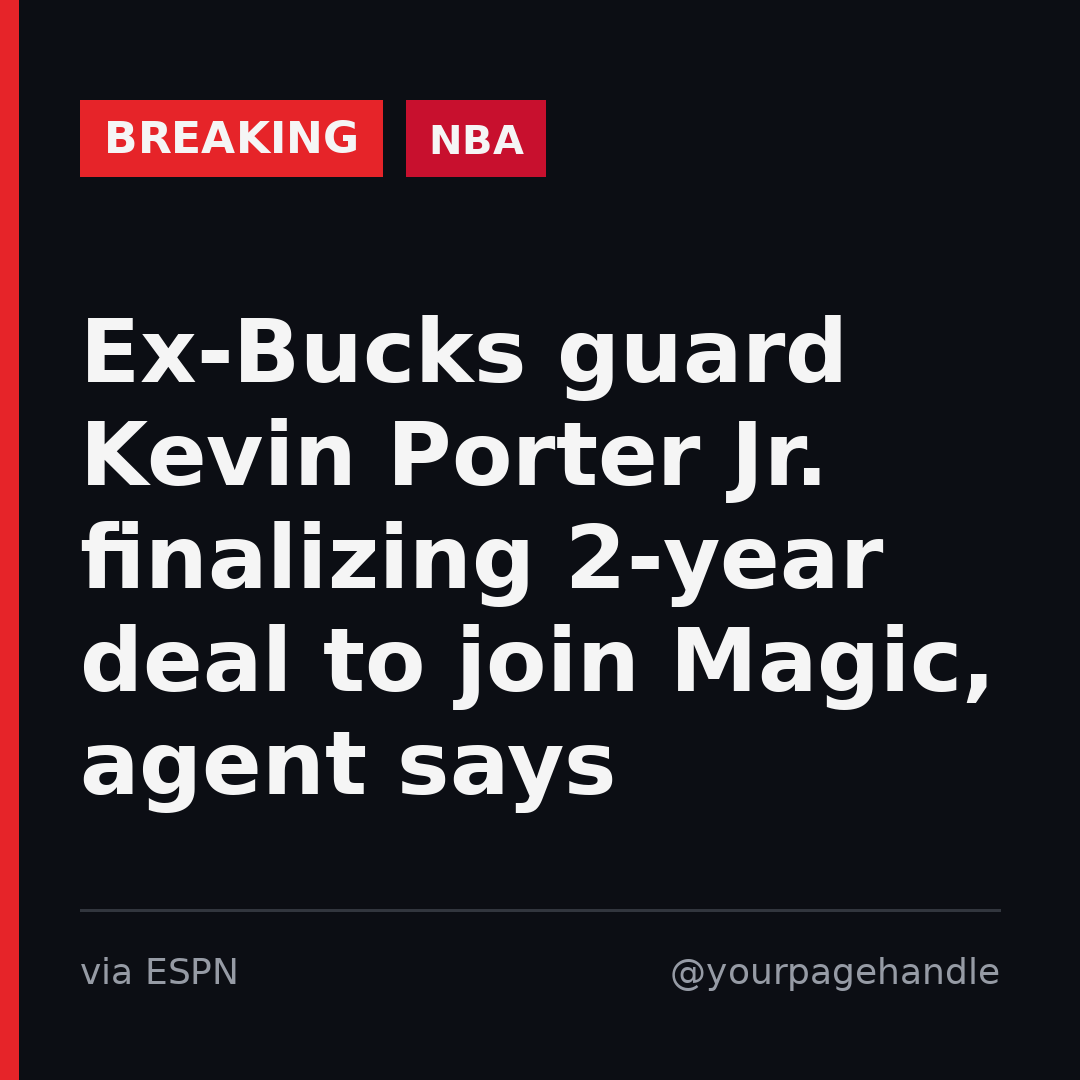 BREAKING NBA
Ex-Bucks guard
Kevin Porter Jr.
finalizing 2-year
deal to join Magic,
agent says
via ESPN @yourpagehandle